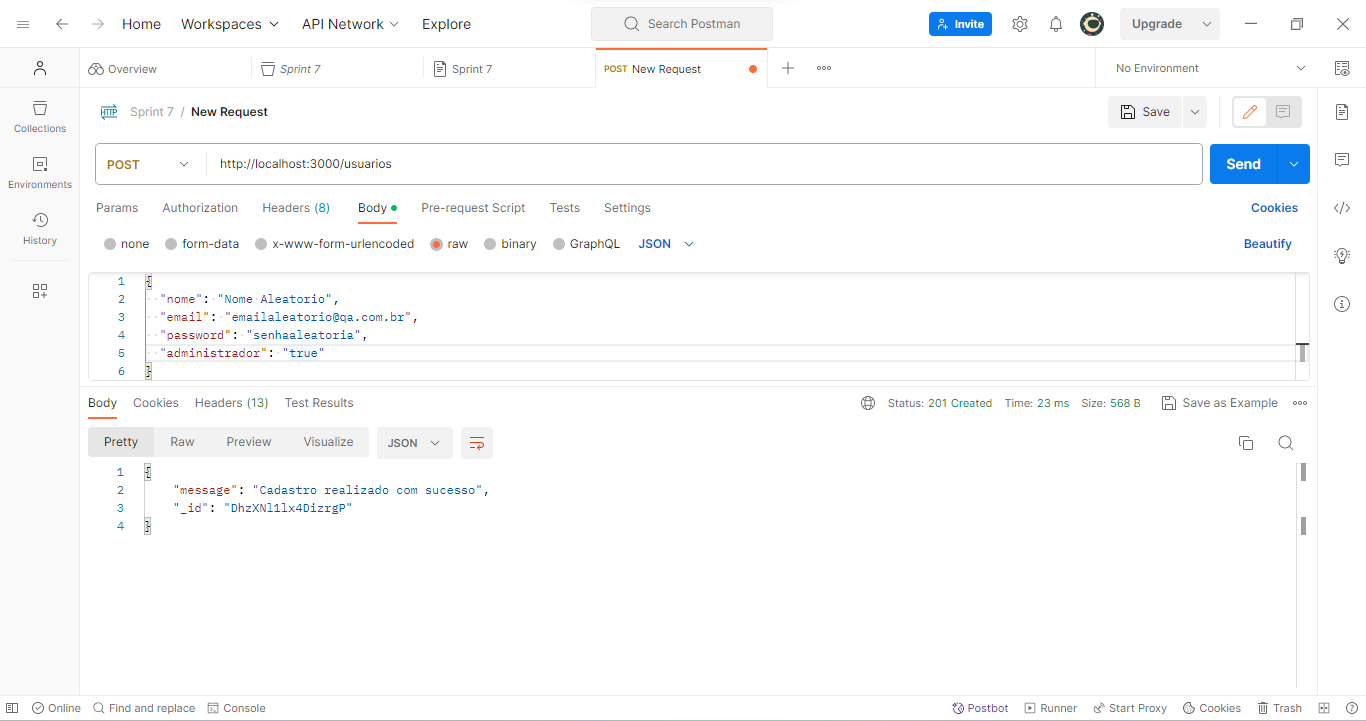 Home Workspaces API Network Explore Search Postman Invite Upgrade
Overview Sprint 7 Sprint 7 POST New Request No Environment
HTTP Sprint 7 / New Request Save
Collections
Environments
History
POST http://localhost:3000/usuarios Send
Params Authorization Headers (8) Body Pre-request Script Tests Settings Cookies
none form-data x-www-form-urlencoded raw binary GraphQL JSON Beautify
1 {
2 "nome": "Nome Aleatorio",
3 "email": "emailaleatorio@qa.com.br",
4 "password": "senhaaleatoria",
5 "administrador": "true"
6 }
Body Cookies Headers (13) Test Results Status: 201 Created Time: 23 ms Size: 568 B Save as Example
Pretty Raw Preview Visualize JSON
1 {
2 "message": "Cadastro realizado com sucesso",
3 "_id": "DhzXNl1lx4DizrgP"
4 }
Online Find and replace Console Postbot Runner Start Proxy Cookies Trash